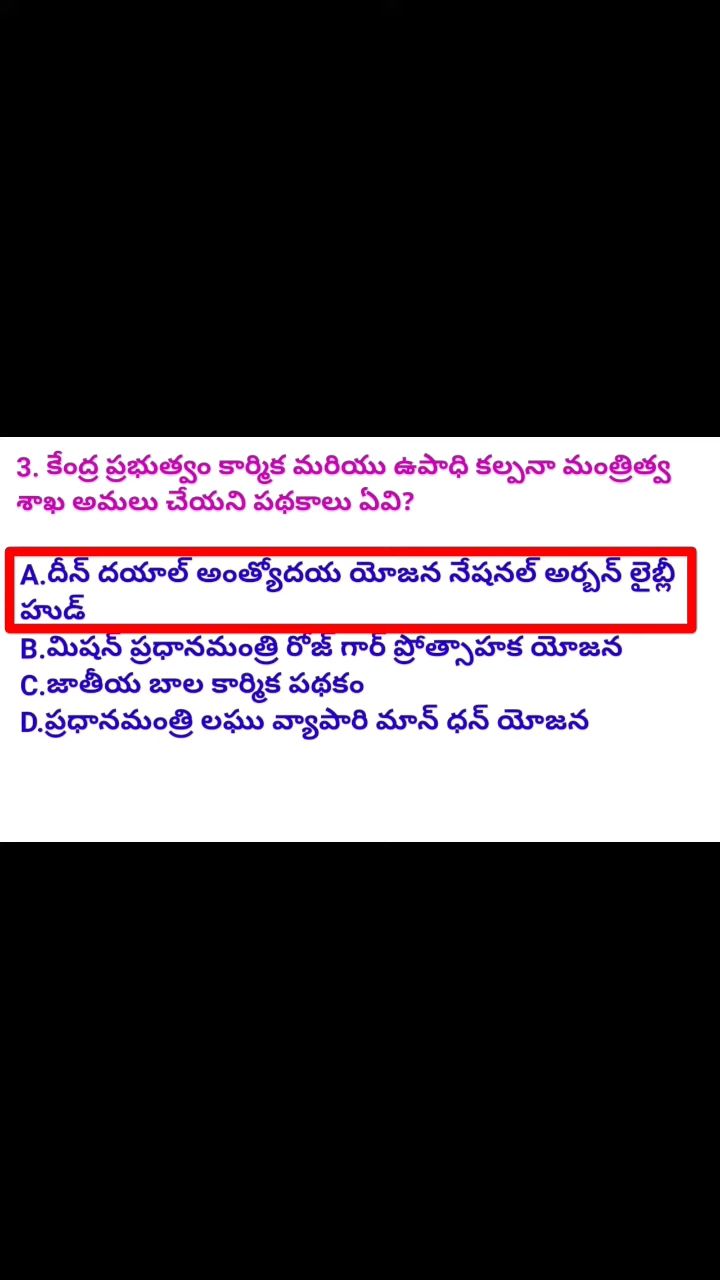 3. కేంద్ర ప్రభుత్వం కార్మిక మరియు ఉపాధి కల్పనా మంత్రిత్వ
శాఖ అమలు చేయని పథకాలు ఏవి?
A.దీన్ దయాల్ అంత్యోదయ యోజన నేషనల్ అర్బన్ లైబ్లీ
హుడ్
B.మిషన్ ప్రధానమంత్రి రోజ్ గార్ ప్రోత్సాహక యోజన
C.జాతీయ బాల కార్మిక పథకం
D.ప్రధానమంత్రి లఘు వ్యాపారి మాన్ ధన్ యోజన